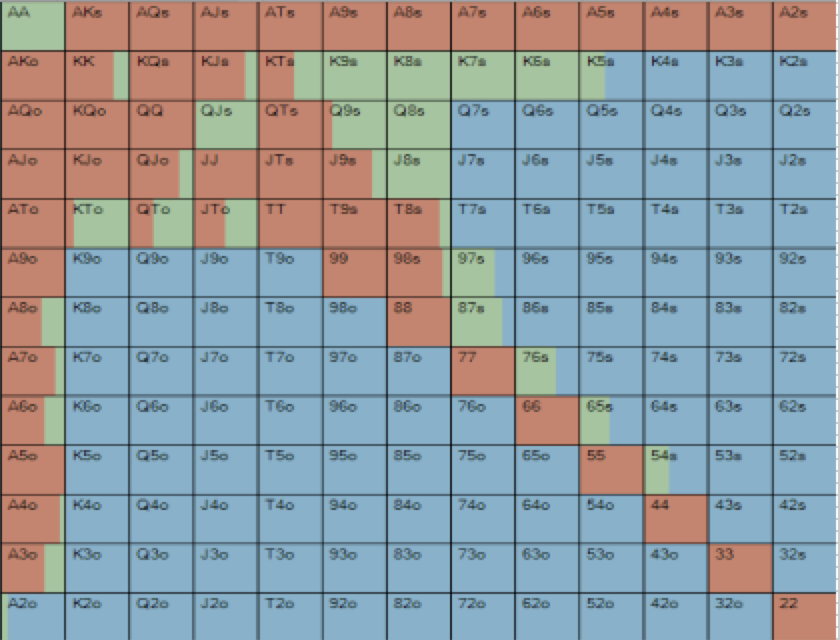 AA AKs AQs AJs ATs A9s A8s A7s A6s A5s A4s A3s A2s
AKo KK KQs KJs KTs K9s K8s K7s K6s K5s K4s K3s K2s
AQo KQo QQ QJs QTs Q9s Q8s Q7s Q6s Q5s Q4s Q3s Q2s
AJo KJo QJo JJ JTs J9s J8s J7s J6s J5s J4s J3s J2s
ATo KTo QTo JTo TT T9s T8s T7s T6s T5s T4s T3s T2s
A9o K9o Q9o J9o T9o 99 98s 97s 96s 95s 94s 93s 92s
A8o K8o Q8o J8o T8o 98o 88 87s 86s 85s 84s 83s 82s
A7o K7o Q7o J7o T7o 97o 87o 77 76s 75s 74s 73s 72s
A6o K6o Q6o J6o T6o 96o 86o 76o 66 65s 64s 63s 62s
A5o K5o Q5o J5o T5o 95o 85o 75o 65o 55 54s 53s 52s
A4o K4o Q4o J4o T4o 94o 84o 74o 64o 54o 44 43s 42s
A3o K3o Q3o J3o T3o 93o 83o 73o 63o 53o 43o 33 32s
A2o K2o Q2o J2o T2o 92o 82o 72o 62o 52o 42o 32o 22